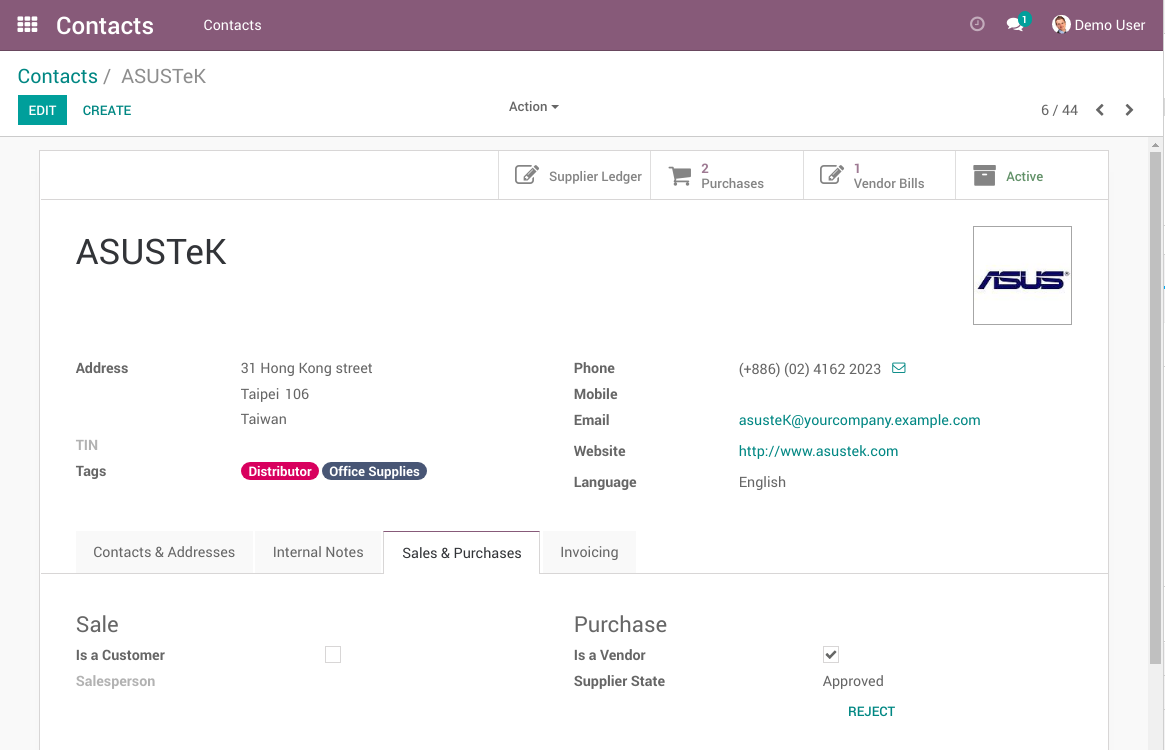 Contacts
Contacts
1
Demo User
Contacts / ASUSTeK
EDIT
CREATE
Action
6 / 44
Supplier Ledger
2
Purchases
1
Vendor Bills
Active
ASUSTeK
ASUS®
Address
31 Hong Kong street
Taipei 106
Taiwan
TIN
Tags
Distributor
Office Supplies
Phone
(+886) (02) 4162 2023
Mobile
Email
asusteK@yourcompany.example.com
Website
http://www.asustek.com
Language
English
Contacts & Addresses
Internal Notes
Sales & Purchases
Invoicing
Sale
Is a Customer
Salesperson
Purchase
Is a Vendor
Supplier State
Approved
REJECT